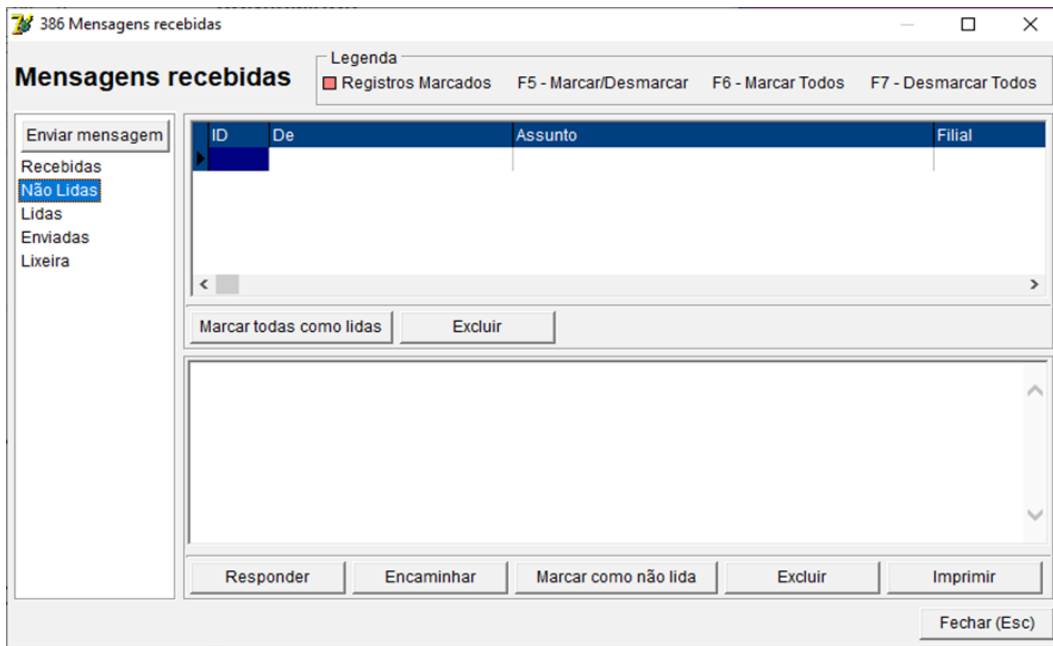 386 Mensagens recebidas
Mensagens recebidas
Legenda
Registros Marcados F5 - Marcar/Desmarcar F6 - Marcar Todos F7 - Desmarcar Todos
Enviar mensagem
Recebidas
Não Lidas
Lidas
Enviadas
Lixeira
ID De Assunto Filial
Marcar todas como lidas Excluir
Responder Encaminhar Marcar como não lida Excluir Imprimir
Fechar (Esc)